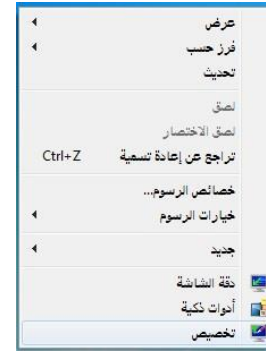 عرض
فرز حسب
تحديث
لصق
لصق الاختصار
تراجع عن إعادة تسمية Ctrl+Z
خصائص الرسوم...
خيارات الرسوم
جديد
دقة الشاشة
أدوات ذكية
تخصيص